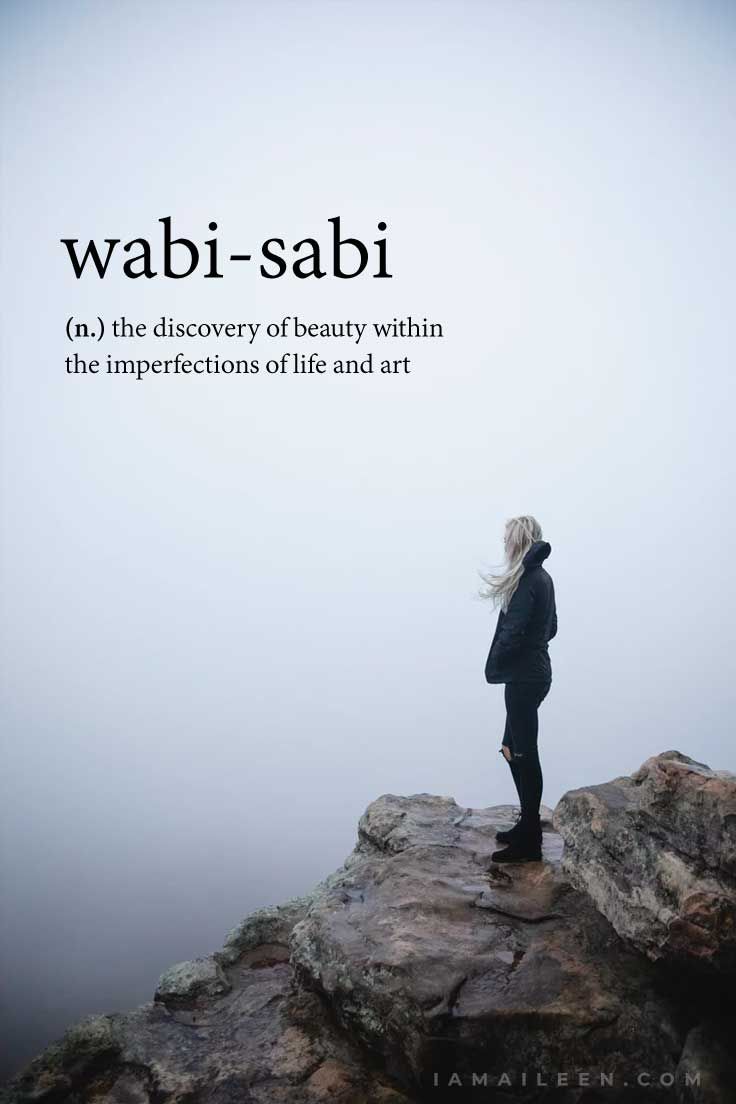 wabi-sabi
(n.) the discovery of beauty within
the imperfections of life and art
IAMAILEEN.COM